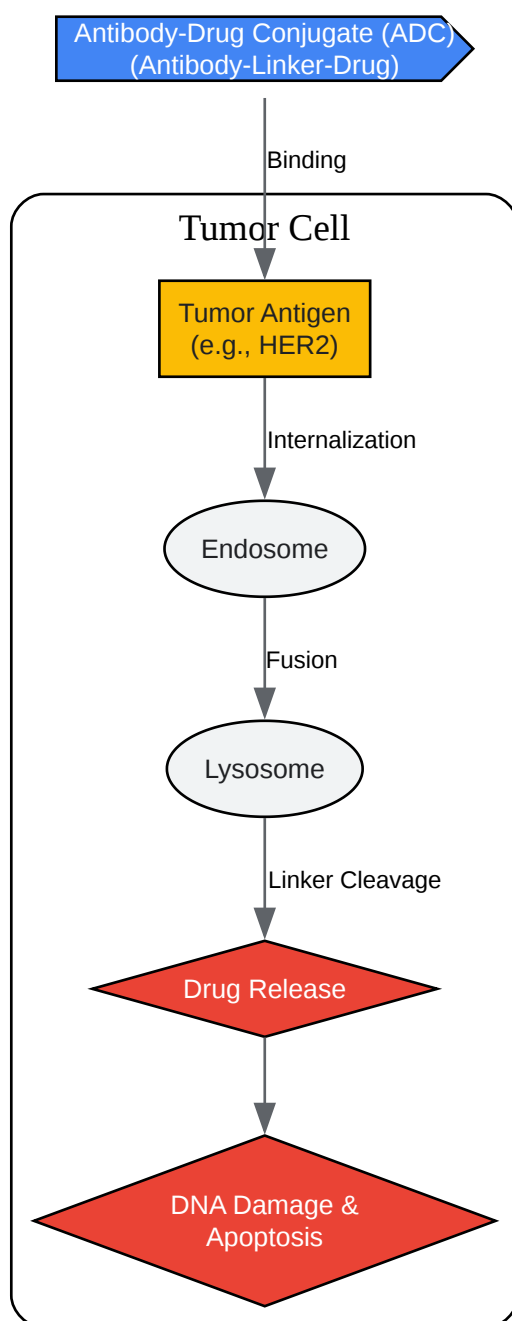 Antibody-Drug Conjugate (ADC)
(Antibody-Linker-Drug)
Binding
Tumor Cell
Tumor Antigen
(e.g., HER2)
Internalization
Endosome
Fusion
Lysosome
Linker Cleavage
Drug Release
DNA Damage &
Apoptosis